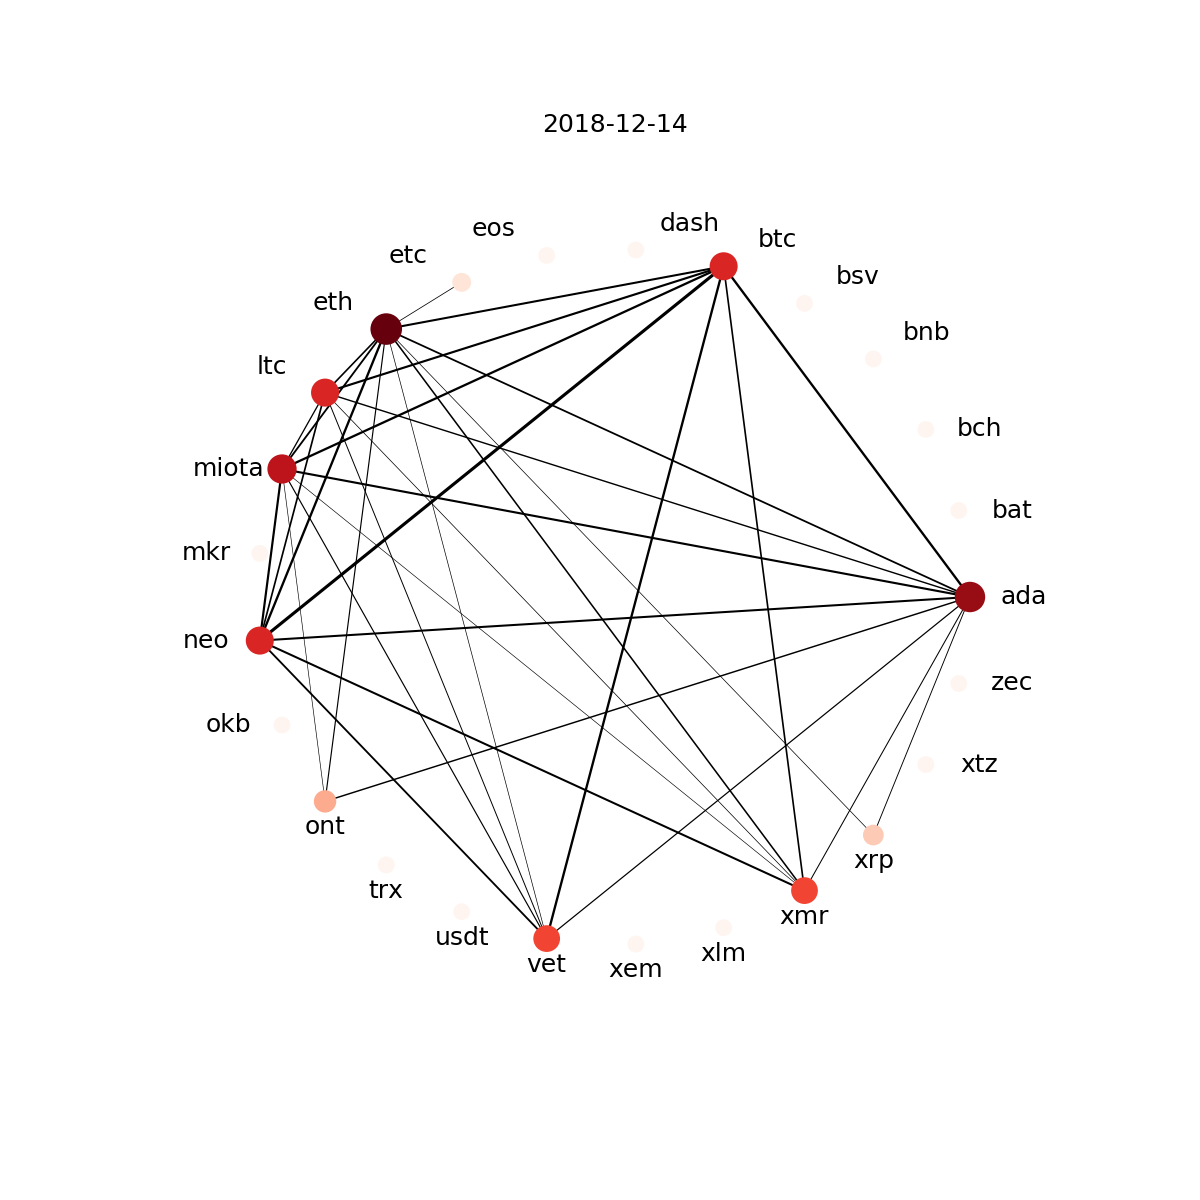 2018-12-14
dash
eos
btc
etc
bsv
eth
bnb
ltc
bch
miota
bat
mkr
ada
neo
zec
okb
xtz
ont
xrp
trx
xmr
usdt
xlm
vet
xem